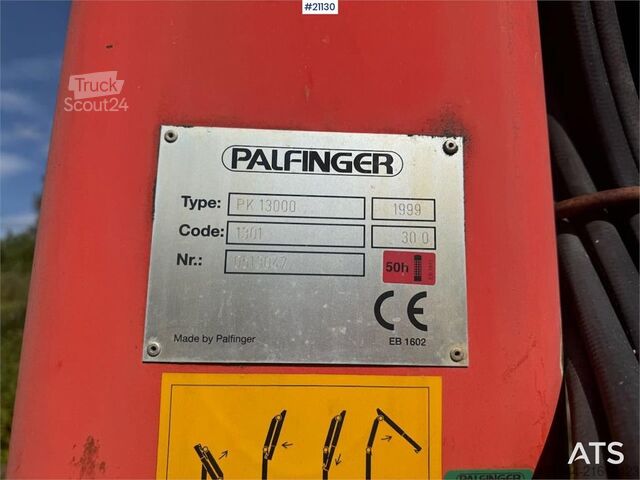 #21130
Truck
Scout24
PALFINGER
Type: PK 13000 1999
Code: 1301 30 0
Nr.:
50h
CE
Made by Palfinger EB 1602
PALFINGER
ATS